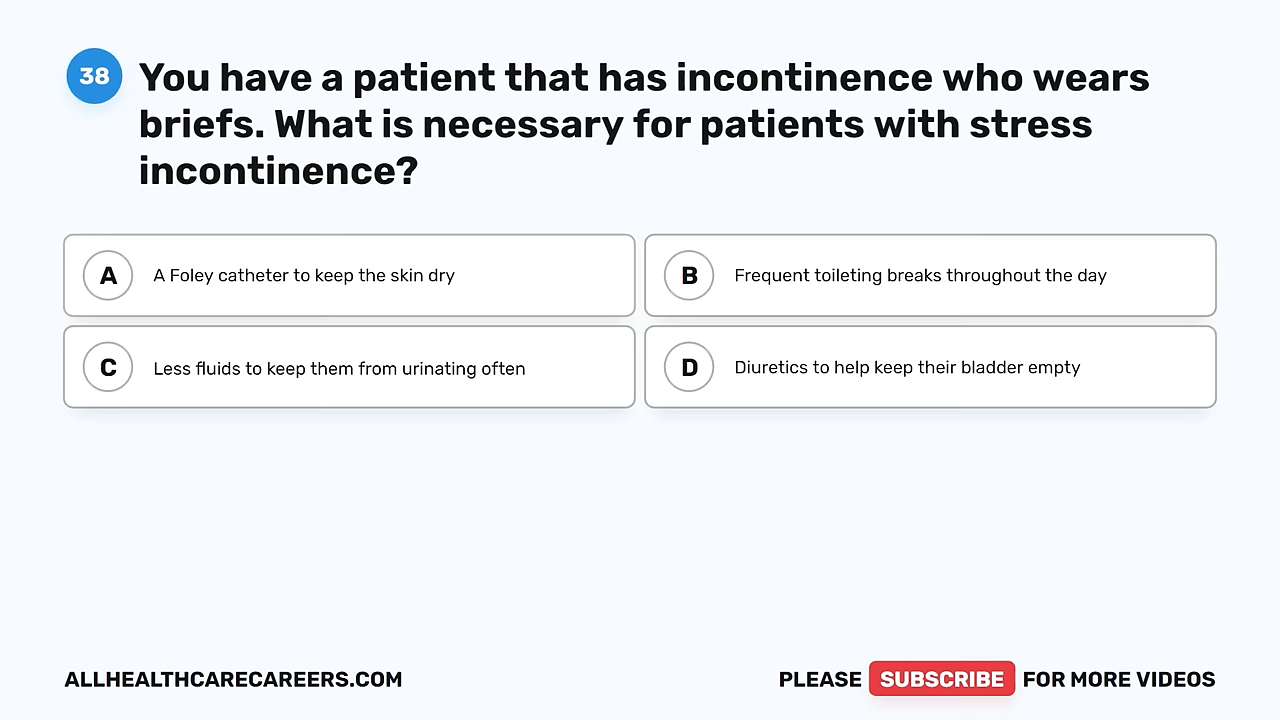 38
You have a patient that has incontinence who wears
briefs. What is necessary for patients with stress
incontinence?
A
A Foley catheter to keep the skin dry
B
Frequent toileting breaks throughout the day
C
Less fluids to keep them from urinating often
D
Diuretics to help keep their bladder empty
ALLHEALTHCARECAREERS.COM
PLEASE SUBSCRIBE FOR MORE VIDEOS